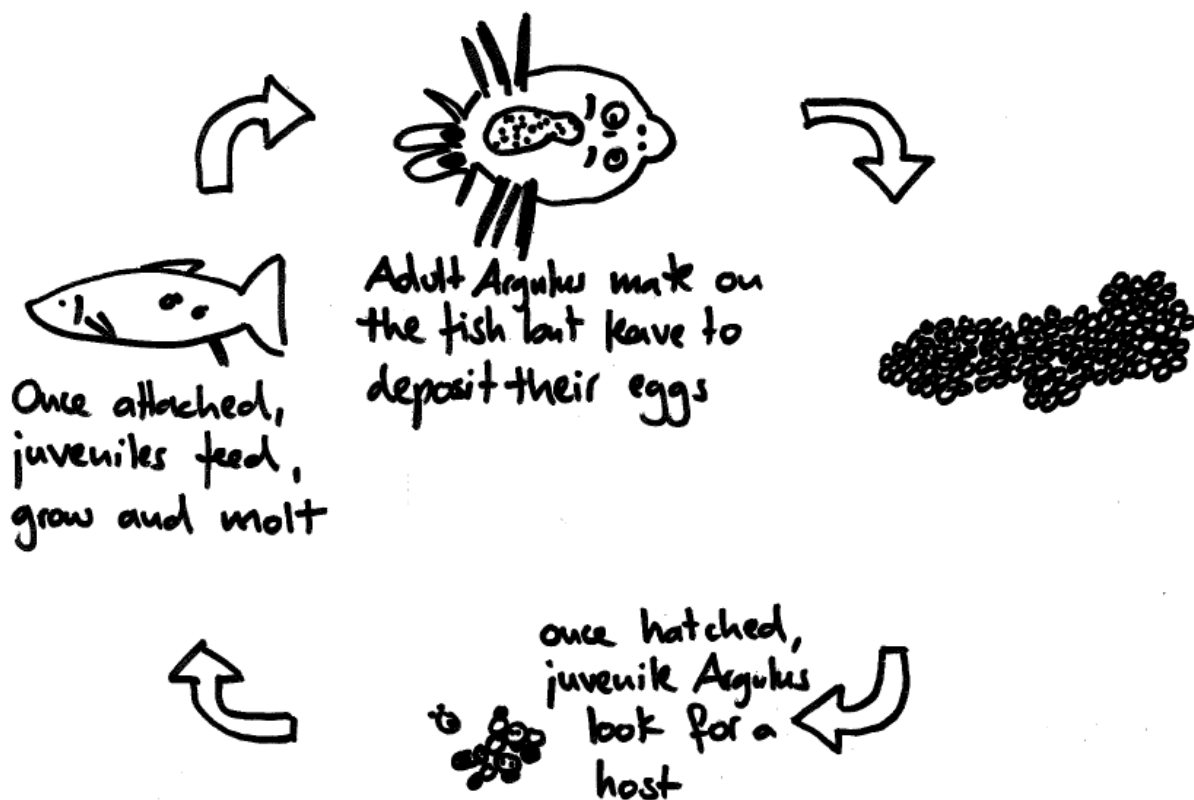 Adult Argulus mate on
the fish but leave to
deposit their eggs
Once attached,
juveniles feed,
grow and molt
once hatched,
juvenile Argulus
look for a
host